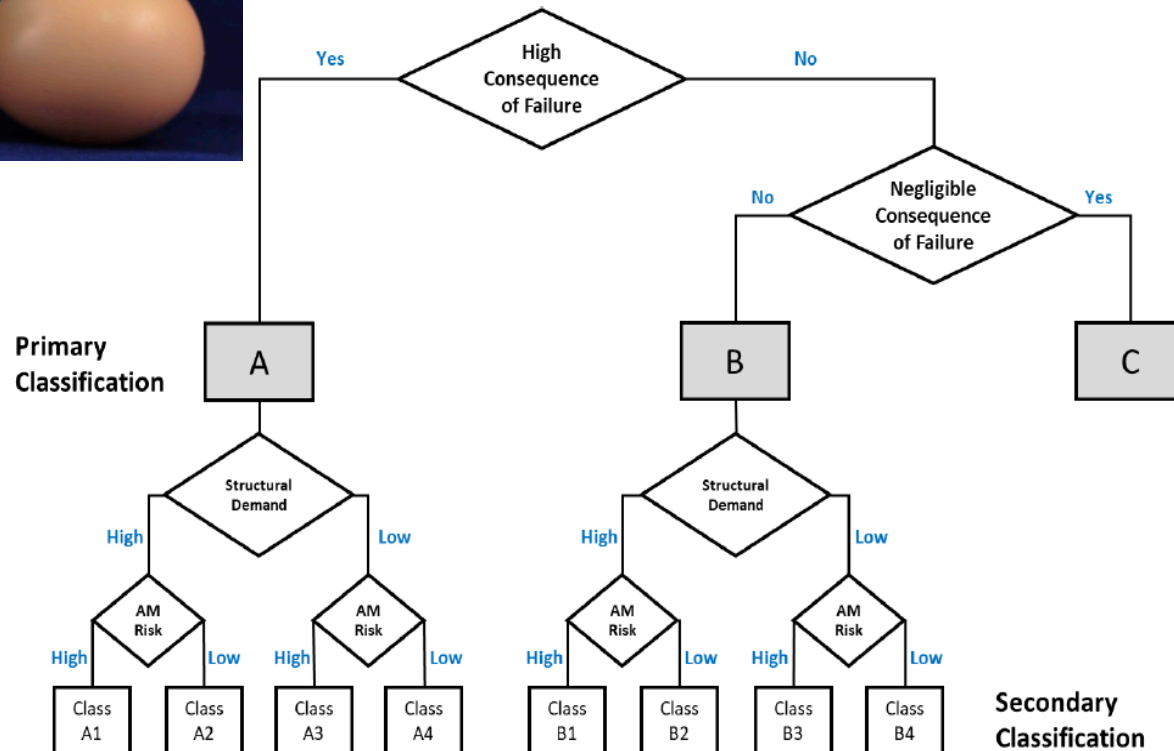 High
Consequence
of Failure
Yes
No
Negligible
Consequence
of Failure
No
Yes
Primary
Classification
A
B
C
Structural
Demand
Structural
Demand
High
Low
High
Low
AM
Risk
AM
Risk
AM
Risk
AM
Risk
High
Low
High
Low
High
Low
High
Low
Class
A1
Class
A2
Class
A3
Class
A4
Class
B1
Class
B2
Class
B3
Class
B4
Secondary
Classification